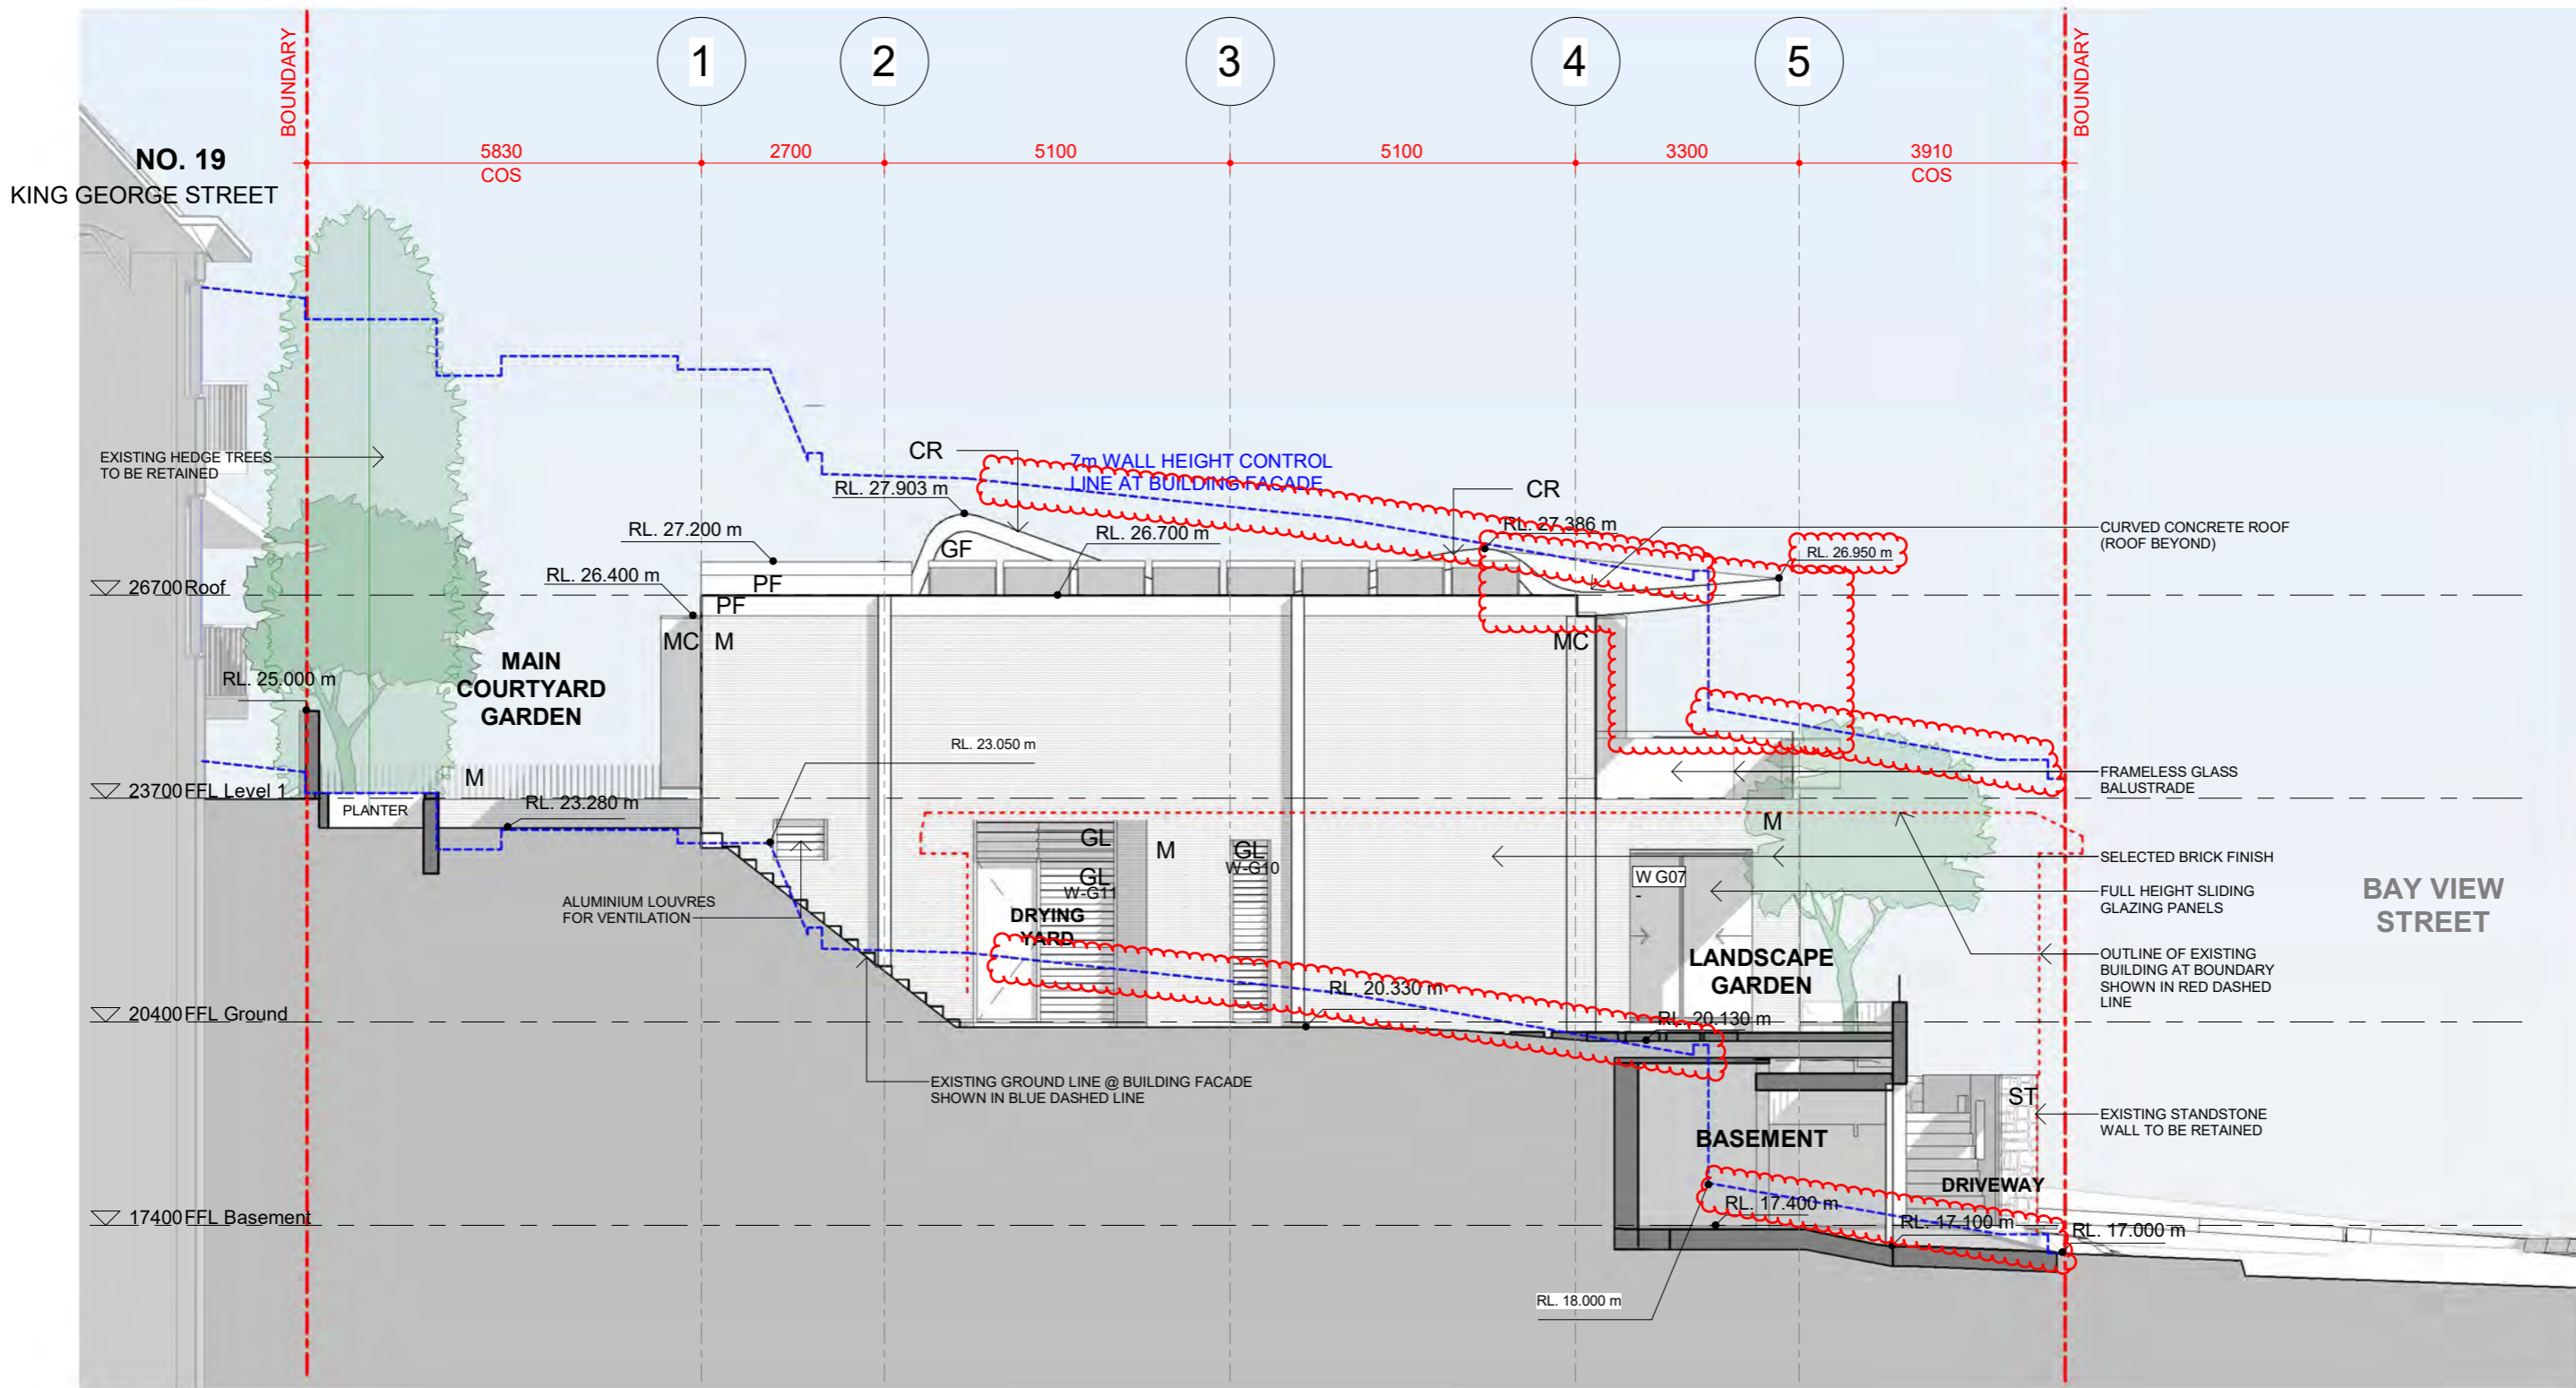 BOUNDARY
1
2
3
4
5
BOUNDARY
NO. 19
KING GEORGE STREET
5830
COS
2700
5100
5100
3300
3910
COS
EXISTING HEDGE TREES
TO BE RETAINED
CR
7m WALL HEIGHT CONTROL
LINE AT BUILDING FACADE
RL. 27.903 m
CR
RL. 27.200 m
RL. 26.700 m
RL. 27.386 m
RL. 26.950 m
CURVED CONCRETE ROOF
(ROOF BEYOND)
GF
PF
RL. 26.400 m
26700 Roof
PF
MC
M
MC
MAIN
COURTYARD
GARDEN
RL. 25.000 m
RL. 23.050 m
M
23700 FFL Level 1
PLANTER
RL. 23.280 m
FRAMELESS GLASS
BALUSTRADE
M
GL
M
GL
W-G10
GL
W-G11
SELECTED BRICK FINISH
W G07
-
FULL HEIGHT SLIDING
GLAZING PANELS
BAY VIEW
STREET
ALUMINIUM LOUVRES
FOR VENTILATION
DRYING
YARD
LANDSCAPE
GARDEN
OUTLINE OF EXISTING
BUILDING AT BOUNDARY
SHOWN IN RED DASHED
LINE
RL. 20.330 m
20400 FFL Ground
RL. 20.130 m
EXISTING GROUND LINE @ BUILDING FACADE
SHOWN IN BLUE DASHED LINE
ST
EXISTING STANDSTONE
WALL TO BE RETAINED
BASEMENT
DRIVEWAY
17400 FFL Basement
RL. 17.400 m
RL. 17.100 m
RL. 17.000 m
RL. 18.000 m